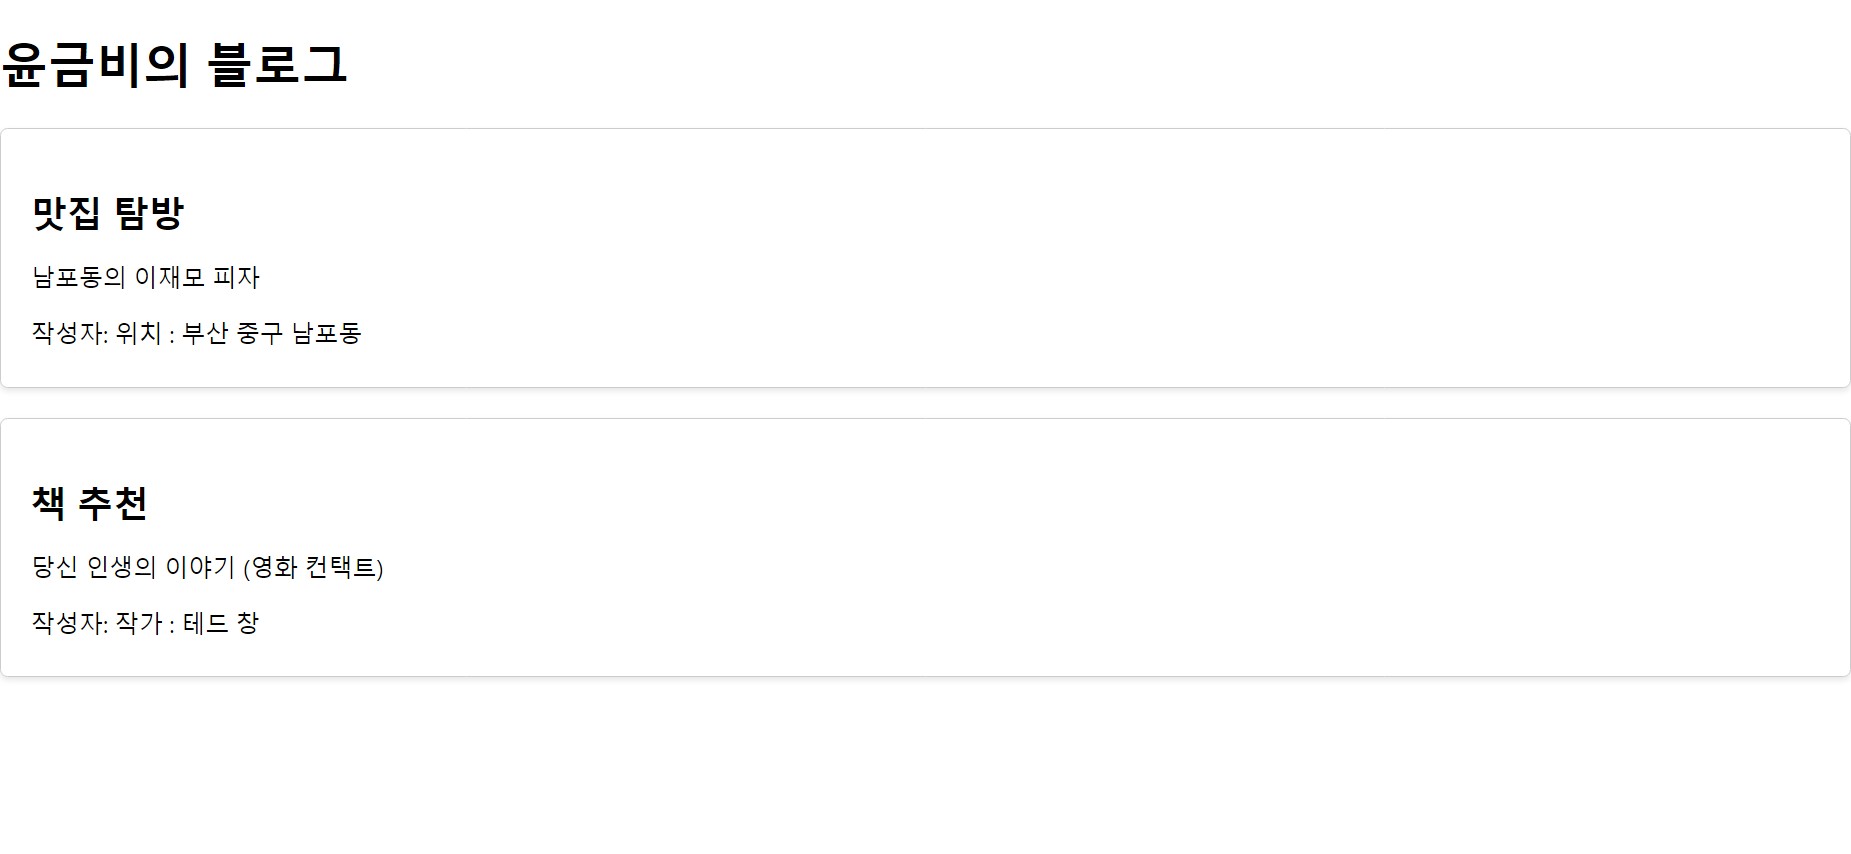 윤금비의 블로그
맛집 탐방
남포동의 이재모 피자
작성자: 위치 : 부산 중구 남포동
책 추천
당신 인생의 이야기 (영화 컨택트)
작성자: 작가 : 테드 창